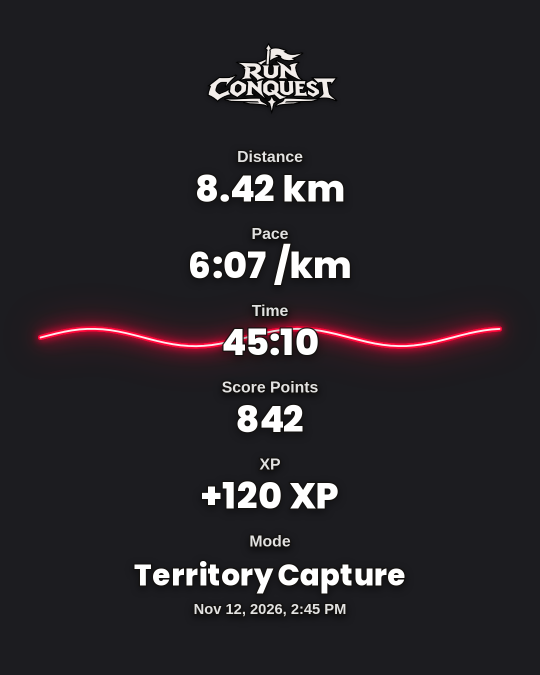 RUN
CONQUEST
Distance
8.42 km
Pace
6:07 /km
Time
45:10
Score Points
842
XP
+120 XP
Mode
Territory Capture
Nov 12, 2026, 2:45 PM